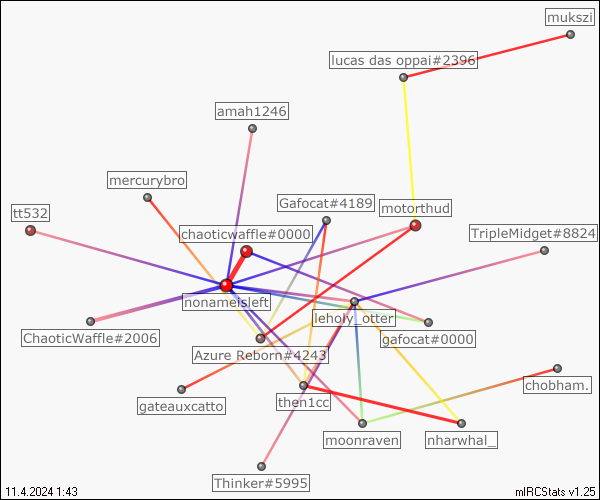 mukszi
lucas das oppai#2396
amah1246
mercurybro
Gafocat#4189
tt532
motorthud
chaoticwaffle#0000
TripleMidget#8824
nonameisleft
leholy_otter
ChaoticWaffle#2006
gafocat#0000
Azure Reborn#4243
chobham.
then1cc
gateauxcatto
moonraven
nharwhal_
Thinker#5995
11.4.2024 1:43
mIRCStats v1.25